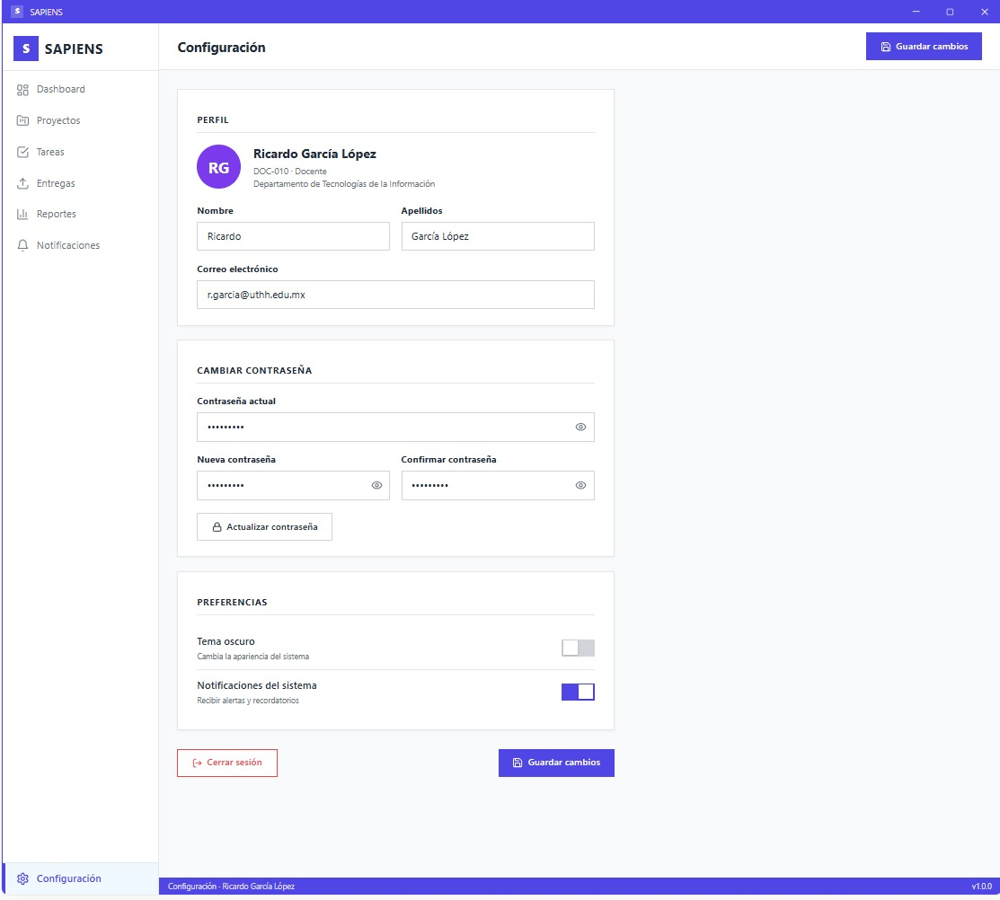 S SAPIENS
S SAPIENS
Configuración
Guardar cambios
Dashboard
Proyectos
Tareas
Entregas
Reportes
Notificaciones
PERFIL
RG
Ricardo García López
DOC-010 · Docente
Departamento de Tecnologías de la Información
Nombre Apellidos
Ricardo García López
Correo electrónico
r.garcia@uthh.edu.mx
CAMBIAR CONTRASEÑA
Contraseña actual
•••••••••
Nueva contraseña Confirmar contraseña
••••••••• •••••••••
Actualizar contraseña
PREFERENCIAS
Tema oscuro
Cambia la apariencia del sistema
Notificaciones del sistema
Recibir alertas y recordatorios
Cerrar sesión Guardar cambios
Configuración
Configuración · Ricardo García López v1.0.0